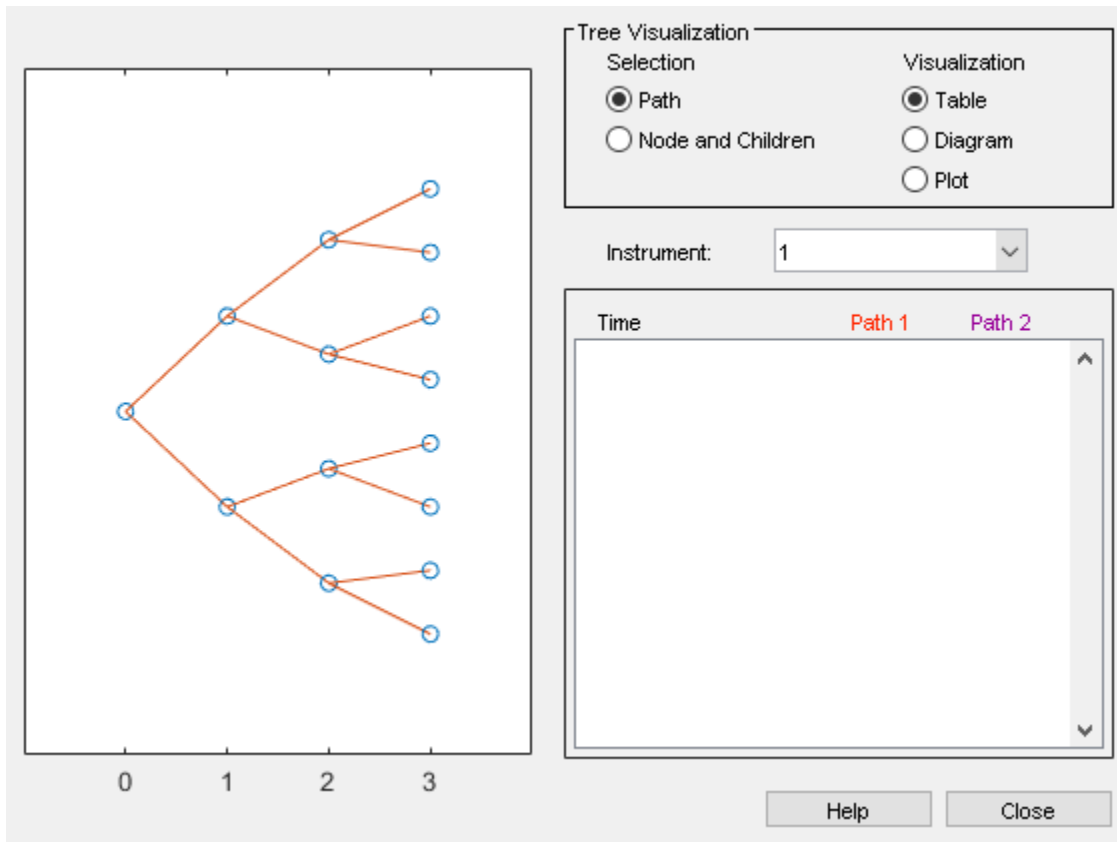 Tree Visualization
Selection
Visualization
Path
Table
Node and Children
Diagram
Plot
Instrument:
1
Time
Path 1
Path 2
0
1
2
3
Help
Close